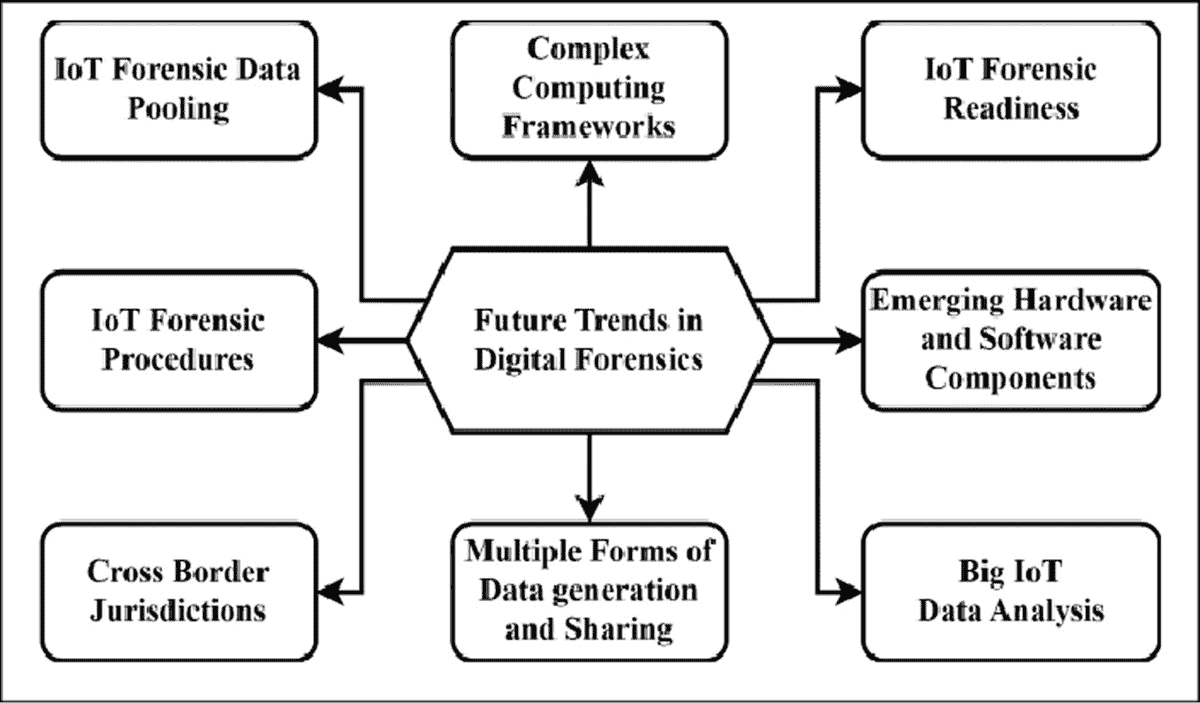 IoT Forensic Data
Pooling
Complex
Computing
Frameworks
IoT Forensic
Readiness
IoT Forensic
Procedures
Future Trends in
Digital Forensics
Emerging Hardware
and Software
Components
Cross Border
Jurisdictions
Multiple Forms of
Data generation
and Sharing
Big IoT
Data Analysis